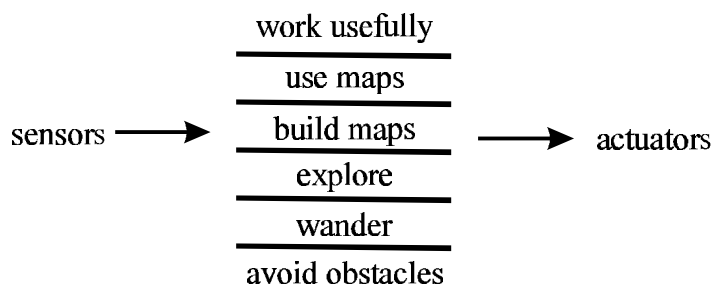 work usefully
use maps
sensors
build maps
actuators
explore
wander
avoid obstacles